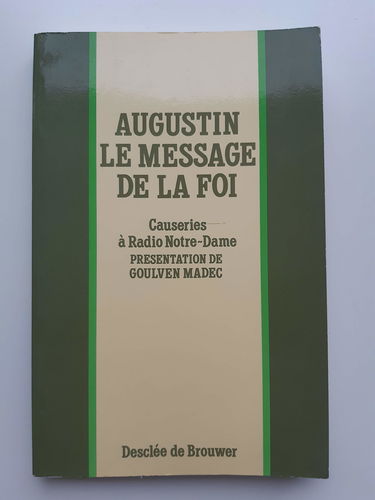 AUGUSTIN
LE MESSAGE
DE LA FOI
Causeries
à Radio Notre-Dame
PRESENTATION DE
GOULVEN MADEC
Desclée de Brouwer